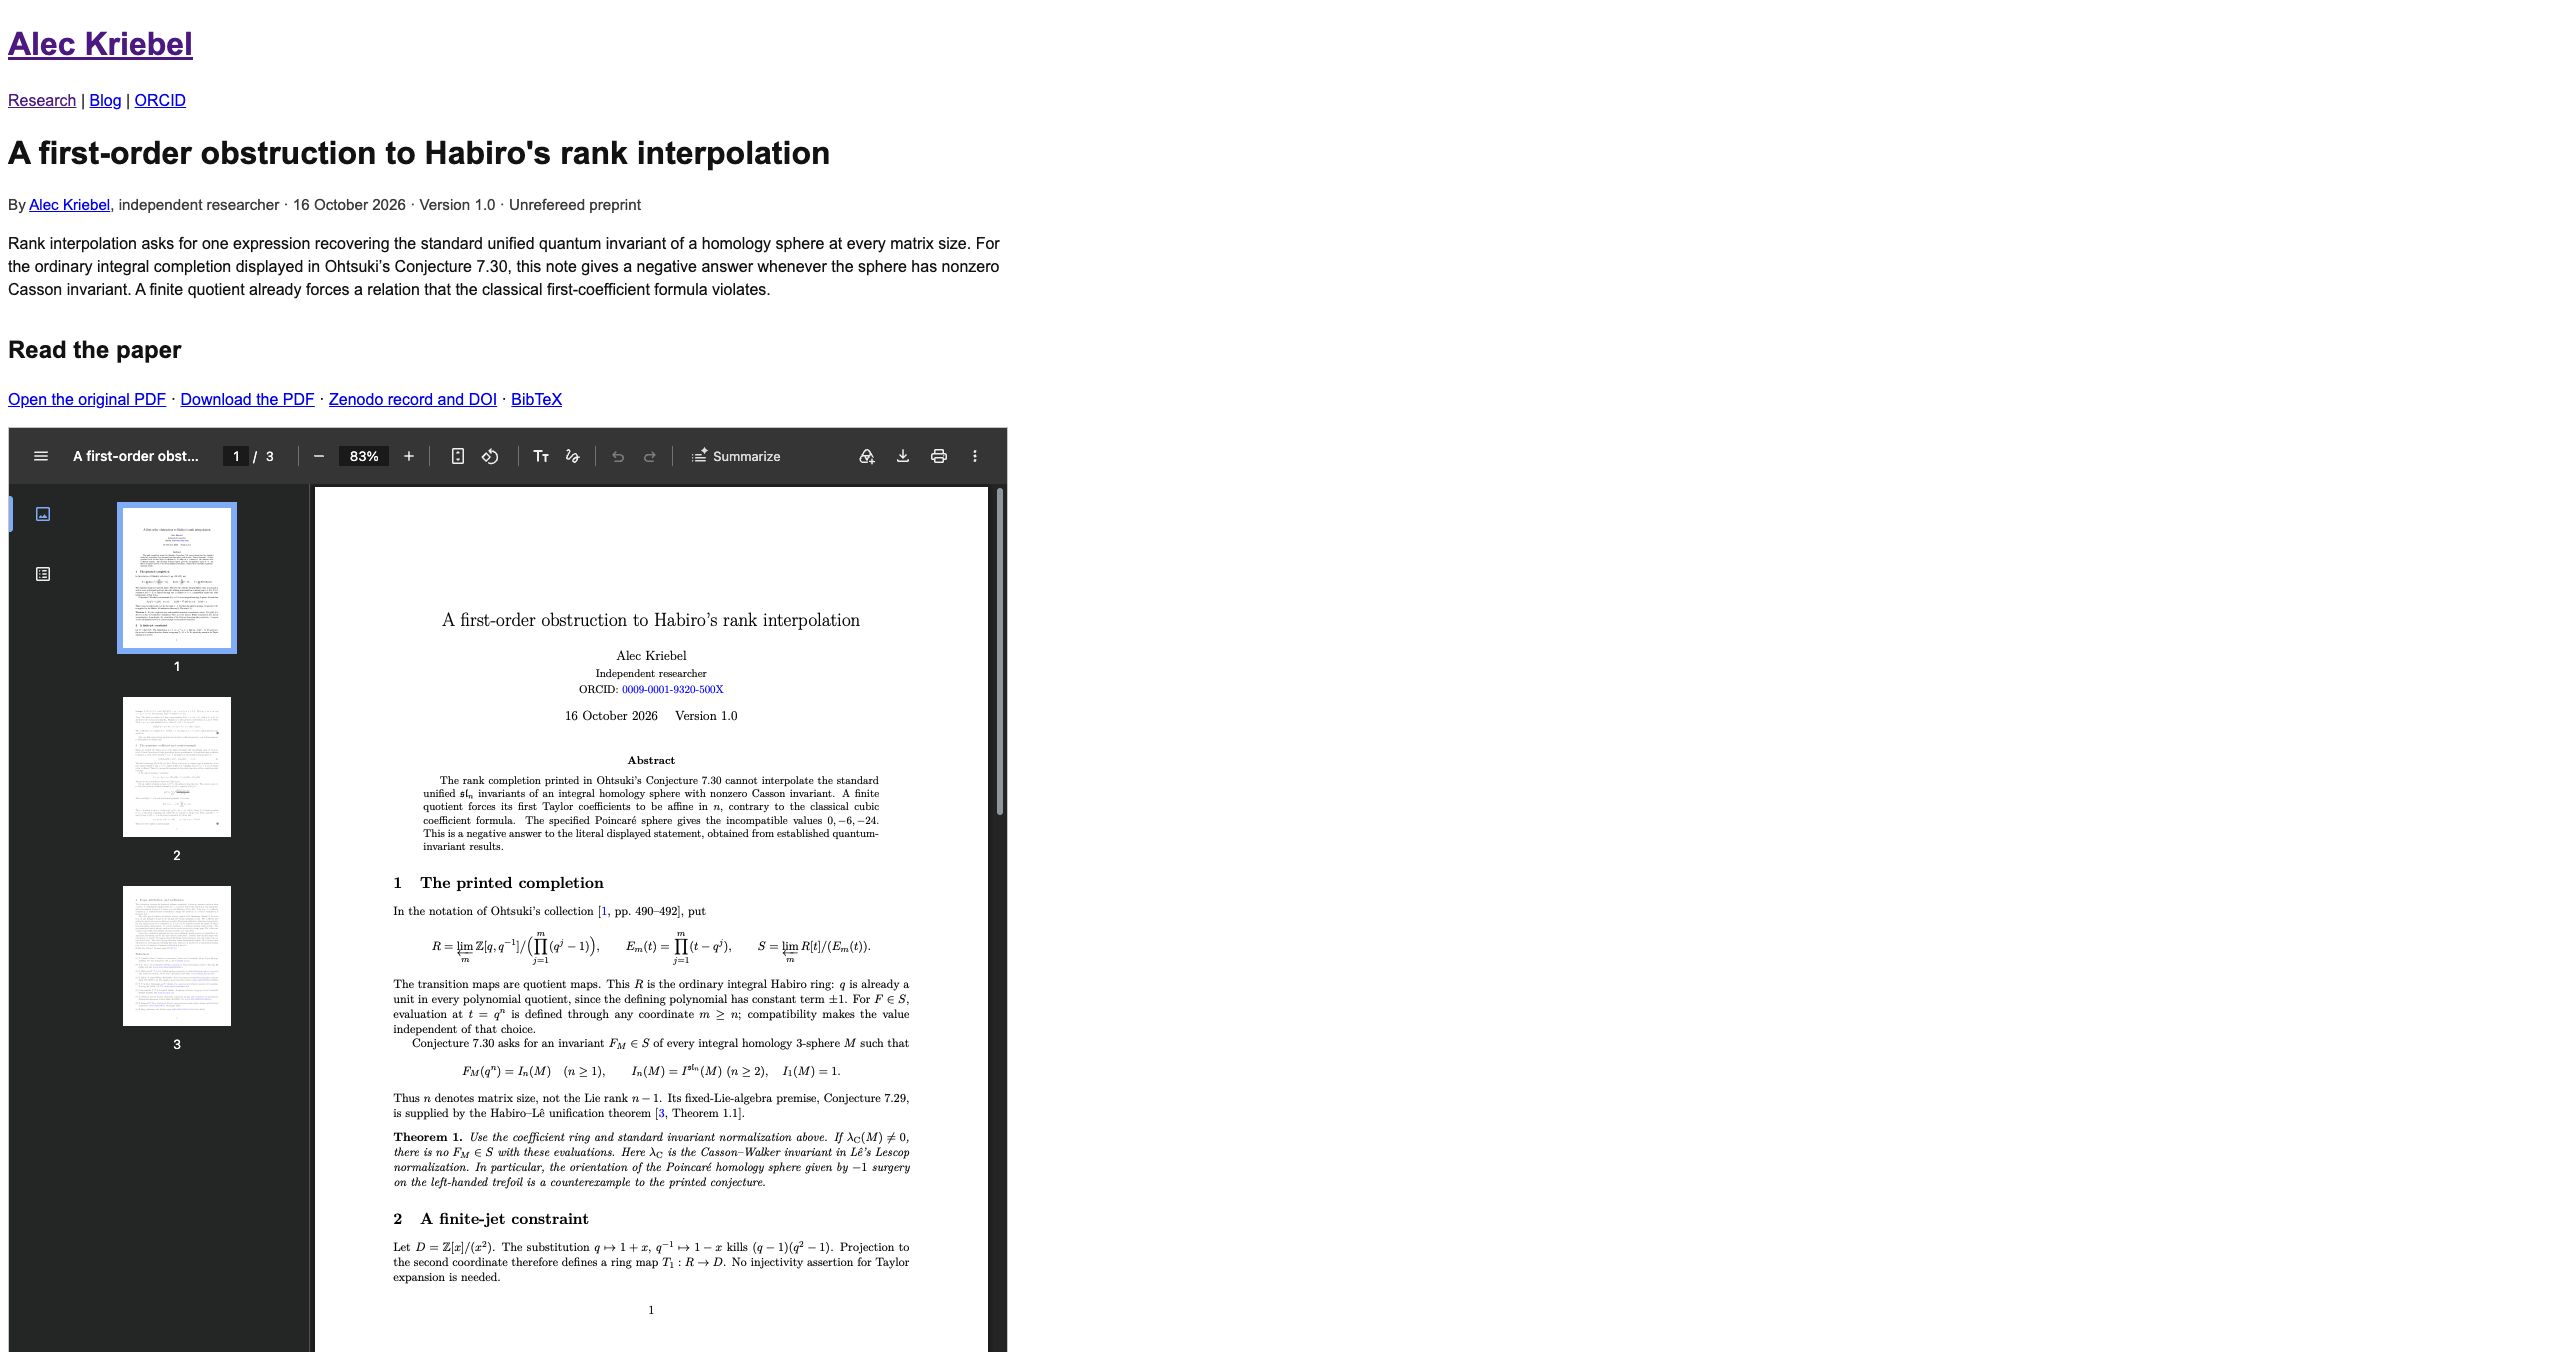 Alec Kriebel
Research | Blog | ORCID
A first-order obstruction to Habiro's rank interpolation
By Alec Kriebel, independent researcher · 16 October 2026 · Version 1.0 · Unrefereed preprint
Rank interpolation asks for one expression recovering the standard unified quantum invariant of a homology sphere at every matrix size. For
the ordinary integral completion displayed in Ohtsuki’s Conjecture 7.30, this note gives a negative answer whenever the sphere has nonzero
Casson invariant. A finite quotient already forces a relation that the classical first-coefficient formula violates.
Read the paper
Open the original PDF · Download the PDF · Zenodo record and DOI · BibTeX
A first-order obst... 1 / 3 − 83% + Summarize
1
2
3
A first-order obstruction to Habiro’s rank interpolation
Alec Kriebel
Independent researcher
ORCID: 0009-0001-9320-500X
16 October 2026 Version 1.0
Abstract
The rank completion printed in Ohtsuki’s Conjecture 7.30 cannot interpolate the standard
unified 𝔰𝔩ₙ invariants of an integral homology sphere with nonzero Casson invariant. A finite
quotient forces its first Taylor coefficients to be affine in n, contrary to the classical cubic
coefficient formula. The specified Poincaré sphere gives the incompatible values 0, −6, −24.
This is a negative answer to the literal displayed statement, obtained from established quantum-
invariant results.
1 The printed completion
In the notation of Ohtsuki’s collection [1, pp. 490–492], put
R = lim←m ℤ[q, q⁻¹]/(∏_{j=1}^{m}(q^j − 1)), E_m(t) = ∏_{j=1}^{m}(t − q^j), S = lim←m R[t]/(E_m(t)).
The transition maps are quotient maps. This R is the ordinary integral Habiro ring: q is already a
unit in every polynomial quotient, since the defining polynomial has constant term ±1. For F ∈ S,
evaluation at t = qⁿ is defined through any coordinate m ≥ n; compatibility makes the value
independent of that choice.
Conjecture 7.30 asks for an invariant F_M ∈ S of every integral homology 3-sphere M such that
F_M(qⁿ) = I_n(M) (n ≥ 1), I_n(M) = I^{𝔰𝔩ₙ}(M) (n ≥ 2), I₁(M) = 1.
Thus n denotes matrix size, not the Lie rank n − 1. Its fixed-Lie-algebra premise, Conjecture 7.29,
is supplied by the Habiro–Lê unification theorem [3, Theorem 1.1].
Theorem 1. Use the coefficient ring and standard invariant normalization above. If λ_C(M) ≠ 0,
there is no F_M ∈ S with these evaluations. Here λ_C is the Casson–Walker invariant in Lê’s Lescop
normalization. In particular, the orientation of the Poincaré homology sphere given by −1 surgery
on the left-handed trefoil is a counterexample to the printed conjecture.
2 A finite-jet constraint
Let D = ℤ[x]/(x²). The substitution q ↦ 1 + x, q⁻¹ ↦ 1 − x kills (q − 1)(q² − 1). Projection to
the second coordinate therefore defines a ring map T₁ : R → D. No injectivity assertion for Taylor
expansion is needed.
1